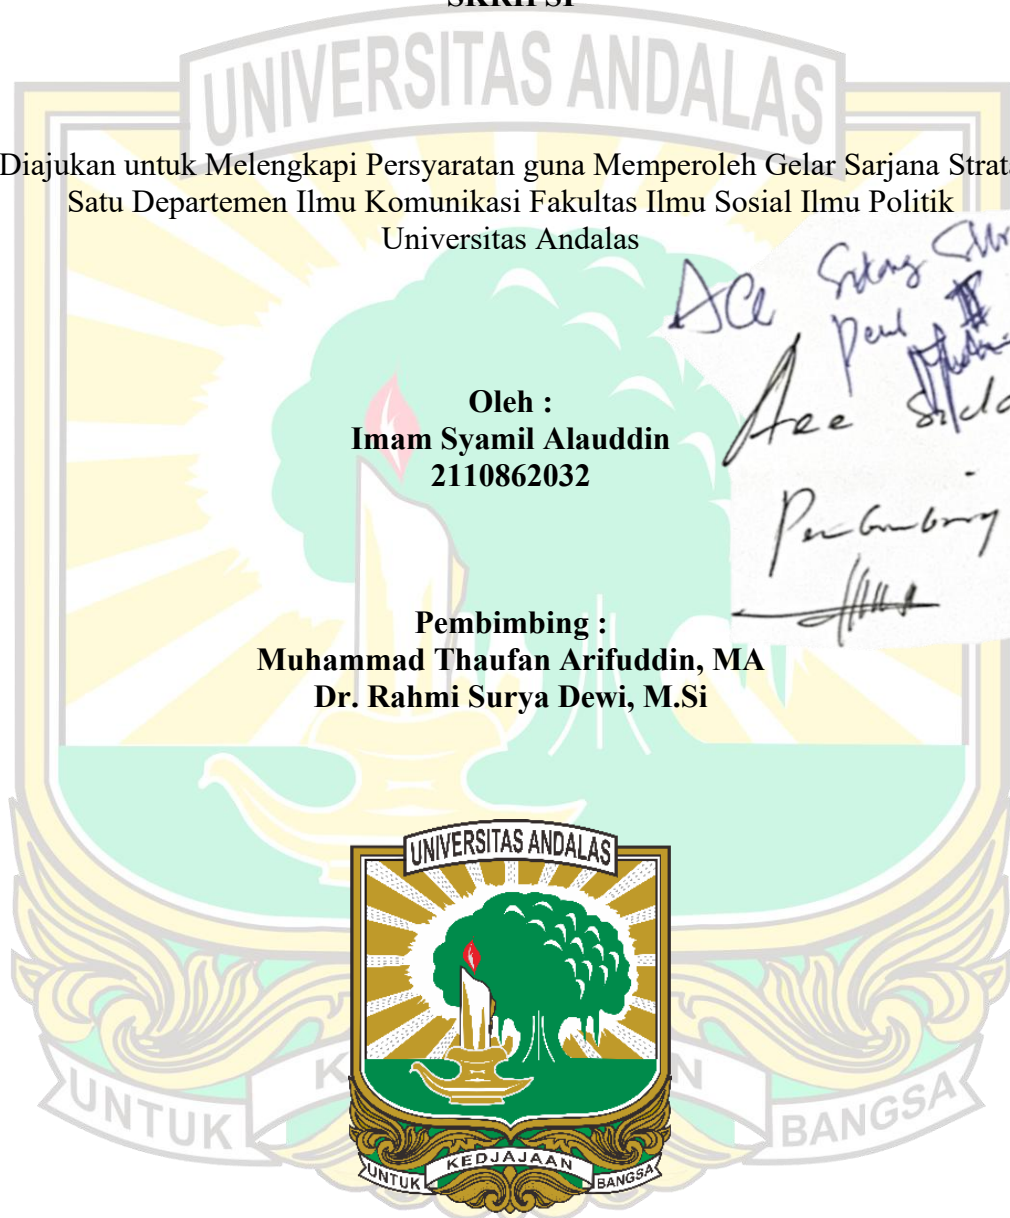 SKRIPSI
UNIVERSITAS ANDALAS
Diajukan untuk Melengkapi Persyaratan guna Memperoleh Gelar Sarjana Strata
Satu Departemen Ilmu Komunikasi Fakultas Ilmu Sosial Ilmu Politik
Universitas Andalas
Acc
Oleh :
Imam Syamil Alauddin
2110862032
Acc
Pembimbing
Pembimbing :
Muhammad Thaufan Arifuddin, MA
Dr. Rahmi Surya Dewi, M.Si
UNIVERSITAS ANDALAS
UNTUK K N BANGSA
UNTUK KEDJAJAAN BANGSA